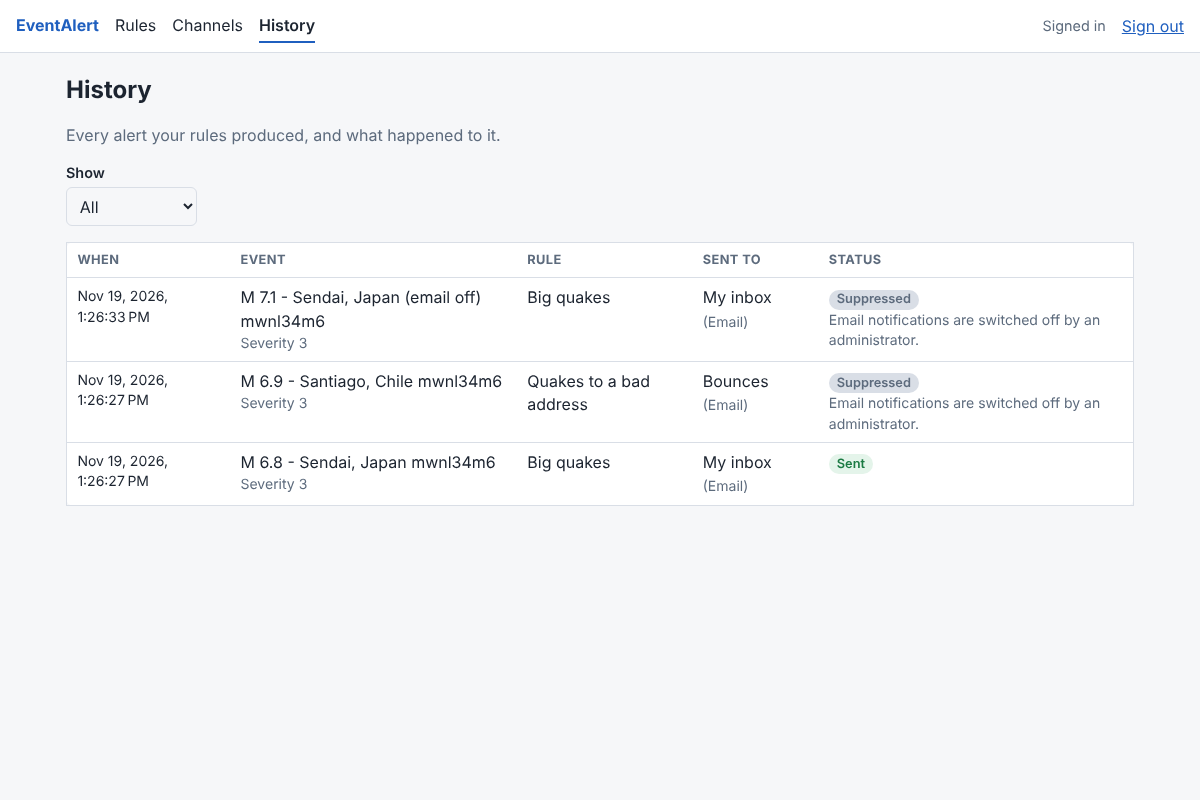 EventAlert Rules Channels History Signed in Sign out
History
Every alert your rules produced, and what happened to it.
Show
All
WHEN EVENT RULE SENT TO STATUS
Nov 19, 2026, 1:26:33 PM
M 7.1 - Sendai, Japan (email off) mwnl34m6
Severity 3
Big quakes
My inbox
(Email)
Suppressed
Email notifications are switched off by an administrator.
Nov 19, 2026, 1:26:27 PM
M 6.9 - Santiago, Chile mwnl34m6
Severity 3
Quakes to a bad address
Bounces
(Email)
Suppressed
Email notifications are switched off by an administrator.
Nov 19, 2026, 1:26:27 PM
M 6.8 - Sendai, Japan mwnl34m6
Severity 3
Big quakes
My inbox
(Email)
Sent